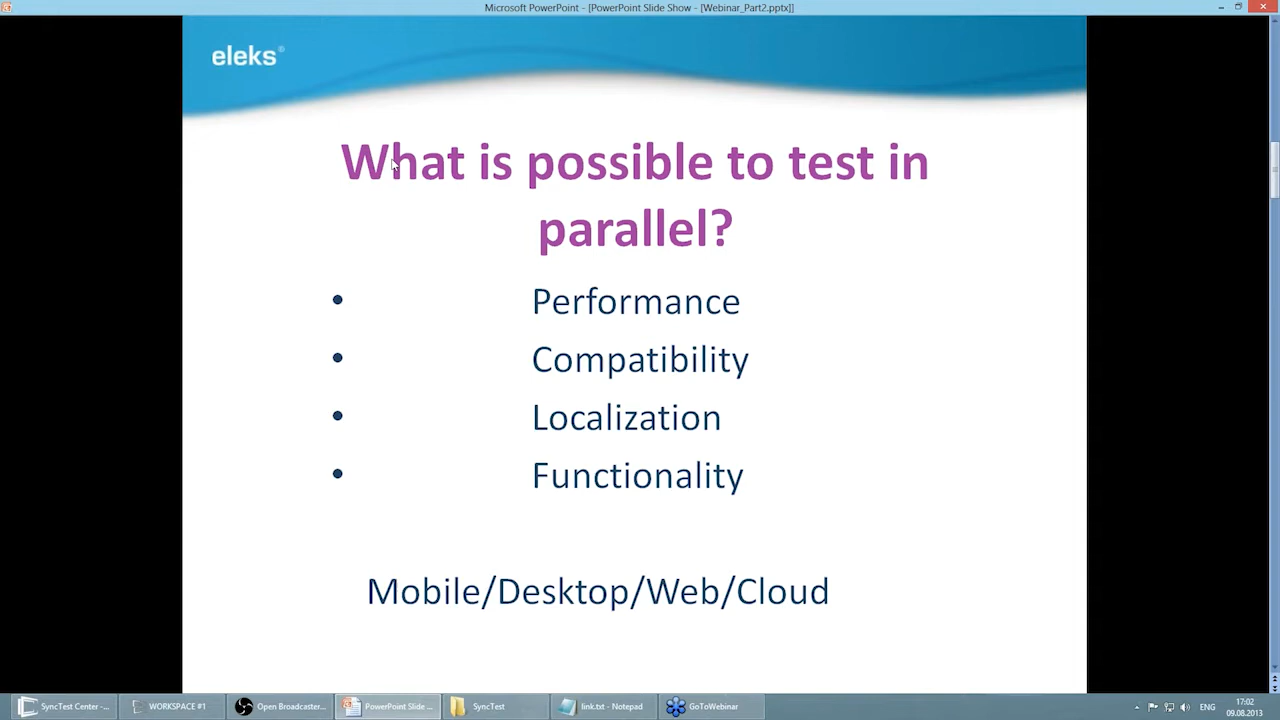 Microsoft PowerPoint - [PowerPoint Slide Show - [Webinar_Part2.pptx]]
eleks®
What is possible to test in
parallel?
• Performance
• Compatibility
• Localization
• Functionality
Mobile/Desktop/Web/Cloud
SyncTest Center -...
WORKSPACE #1
Open Broadcaster...
PowerPoint Slide ...
SyncTest
link.txt - Notepad
GoToWebinar
ENG
17:02
09.08.2013